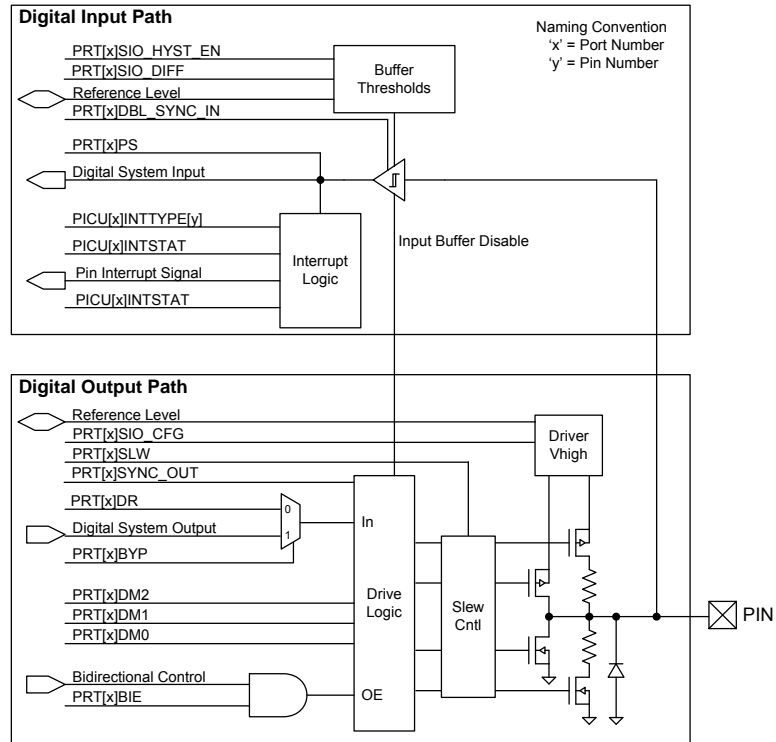 Digital Input Path
Naming Convention
‘x’ = Port Number
‘y’ = Pin Number
PRT[x]SIO_HYST_EN
PRT[x]SIO_DIFF
Reference Level
PRT[x]DBL_SYNC_IN
Buffer
Thresholds
PRT[x]PS
Digital System Input
PICU[x]INTTYPE[y]
PICU[x]INTSTAT
Pin Interrupt Signal
PICU[x]INTSTAT
Interrupt
Logic
Input Buffer Disable
Digital Output Path
Reference Level
PRT[x]SIO_CFG
PRT[x]SLW
PRT[x]SYNC_OUT
Driver
Vhigh
PRT[x]DR
Digital System Output
PRT[x]BYP
0
1
In
PRT[x]DM2
PRT[x]DM1
PRT[x]DM0
Drive
Logic
Slew
Cntl
PIN
Bidirectional Control
PRT[x]BIE
OE